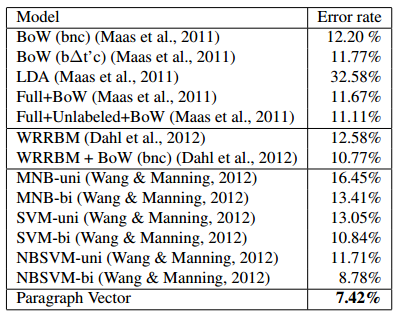 Model Error rate
BoW (bnc) (Maas et al., 2011) 12.20 %
BoW (bΔt'c) (Maas et al., 2011) 11.77%
LDA (Maas et al., 2011) 32.58%
Full+BoW (Maas et al., 2011) 11.67%
Full+Unlabeled+BoW (Maas et al., 2011) 11.11%
WRRBM (Dahl et al., 2012) 12.58%
WRRBM + BoW (bnc) (Dahl et al., 2012) 10.77%
MNB-uni (Wang & Manning, 2012) 16.45%
MNB-bi (Wang & Manning, 2012) 13.41%
SVM-uni (Wang & Manning, 2012) 13.05%
SVM-bi (Wang & Manning, 2012) 10.84%
NBSVM-uni (Wang & Manning, 2012) 11.71%
NBSVM-bi (Wang & Manning, 2012) 8.78%
Paragraph Vector 7.42%